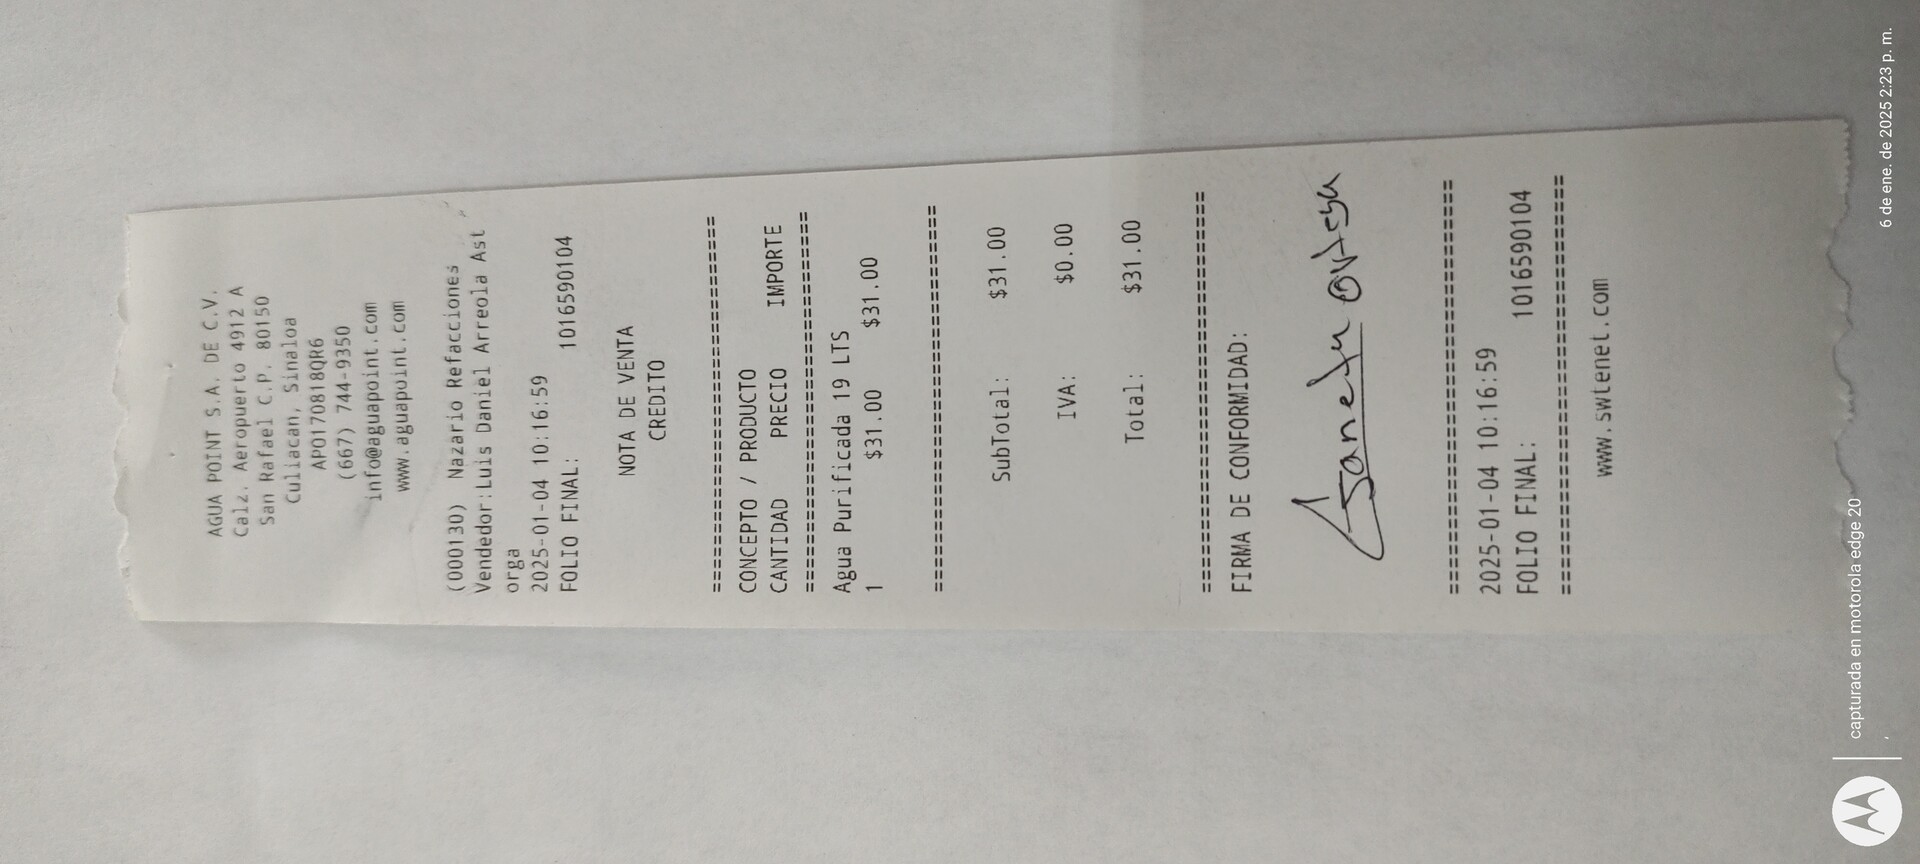 AGUA POINT S.A. DE C.V.
Calz. Aeropuerto 4912 A
San Rafael C.P. 80150
Culiacan, Sinaloa
APO170818QR6
(667) 744-9350
info@aguapoint.com
www.aguapoint.com
(000130) Nazario Refacciones
Vendedor:Luis Daniel Arreola Ast
orga
2025-01-04 10:16:59
FOLIO FINAL: 1016590104
NOTA DE VENTA
CREDITO
================================
CONCEPTO / PRODUCTO
CANTIDAD PRECIO IMPORTE
================================
Agua Purificada 19 LTS
1 $31.00 $31.00
================================
SubTotal: $31.00
IVA: $0.00
Total: $31.00
================================
FIRMA DE CONFORMIDAD:
================================
2025-01-04 10:16:59
FOLIO FINAL: 1016590104
================================
www.swtenet.com
capturada en motorola edge 20
6 de ene. de 2025 2:23 p. m.